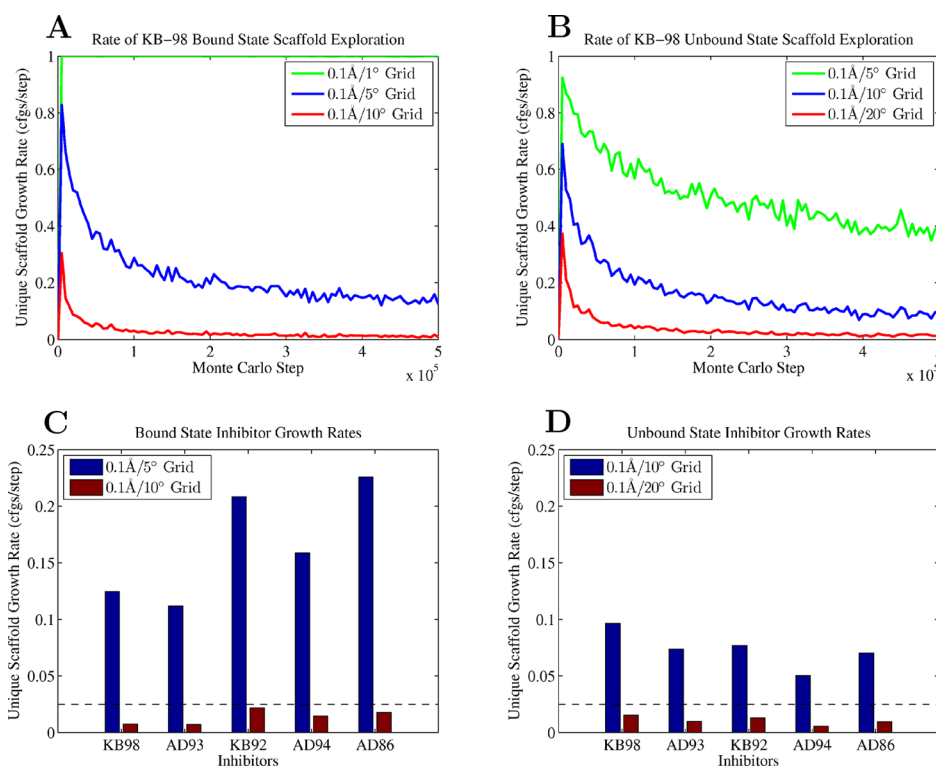 A
Rate of KB−98 Bound State Scaffold Exploration
Unique Scaffold Growth Rate (cfgs/step)
1
0.8
0.6
0.4
0.2
0
0.1Å/1° Grid
0.1Å/5° Grid
0.1Å/10° Grid
0 1 2 3 4 5
Monte Carlo Step
x 10^5
B
Rate of KB−98 Unbound State Scaffold Exploration
Unique Scaffold Growth Rate (cfgs/step)
1
0.8
0.6
0.4
0.2
0
0.1Å/5° Grid
0.1Å/10° Grid
0.1Å/20° Grid
0 1 2 3 4
Monte Carlo Step
x 10
C
Bound State Inhibitor Growth Rates
Unique Scaffold Growth Rate (cfgs/step)
0.25
0.2
0.15
0.1
0.05
0
0.1Å/5° Grid
0.1Å/10° Grid
KB98 AD93 KB92 AD94 AD86
Inhibitors
D
Unbound State Inhibitor Growth Rates
Unique Scaffold Growth Rate (cfgs/step)
0.25
0.2
0.15
0.1
0.05
0
0.1Å/10° Grid
0.1Å/20° Grid
KB98 AD93 KB92 AD94 AD86
Inhibitors